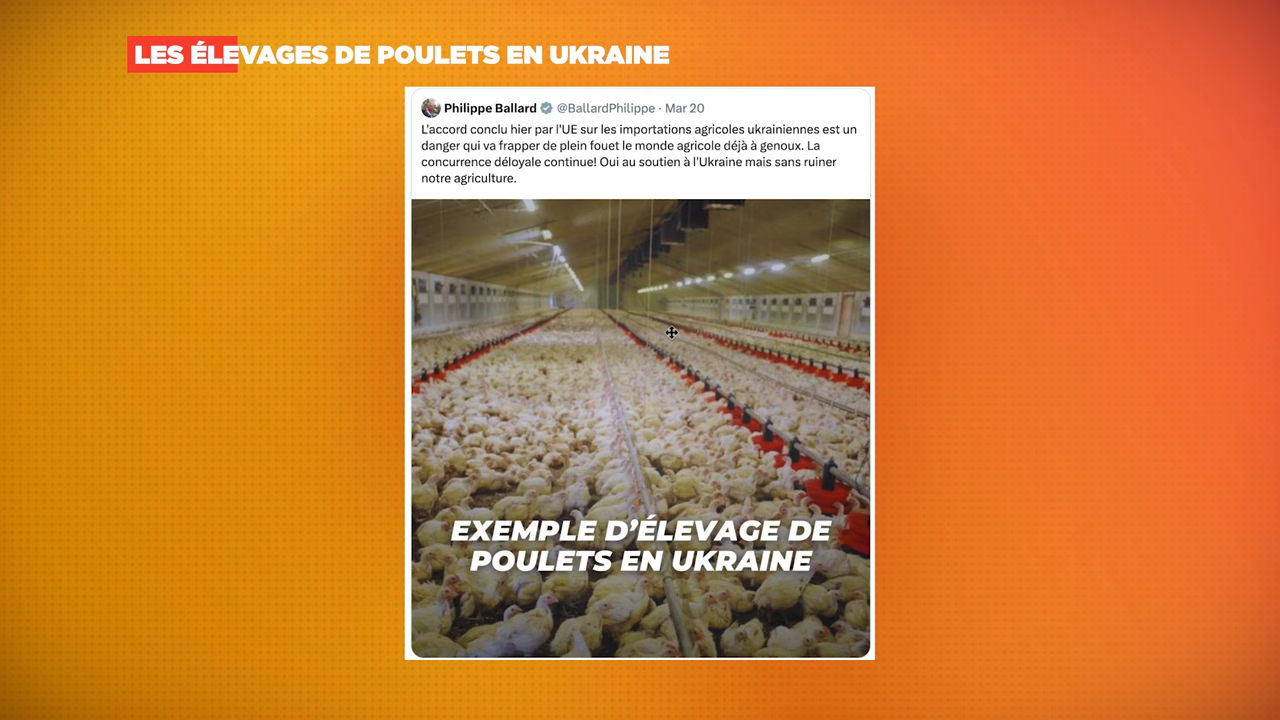 LES ÉLEVAGES DE POULETS EN UKRAINE
Philippe Ballard @BallardPhilippe · Mar 20
L'accord conclu hier par l'UE sur les importations agricoles ukrainiennes est un
danger qui va frapper de plein fouet le monde agricole déjà à genoux. La
concurrence déloyale continue! Oui au soutien à l'Ukraine mais sans ruiner
notre agriculture.
EXEMPLE D'ÉLEVAGE DE
POULETS EN UKRAINE